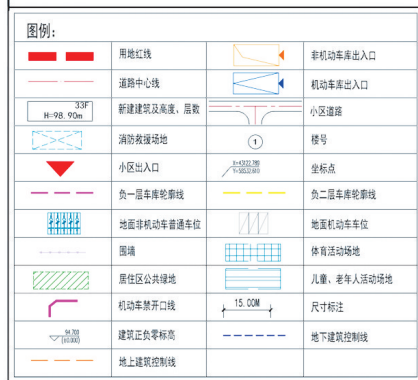 图例：
用地红线
非机动车库出入口
道路中心线
机动车库出入口
33F
H=98.90m
新建建筑及高度、层数
小区道路
消防救援场地
1
楼号
小区出入口
坐标点
负一层车库轮廓线
负二层车库轮廓线
地面非机动车普通车位
地面机动车车位
围墙
体育活动场地
居住区公共绿地
儿童、老年人活动场地
机动车禁开口线
15.00M
尺寸标注
94.700
(±0.000)
建筑正负零标高
地下建筑控制线
地上建筑控制线